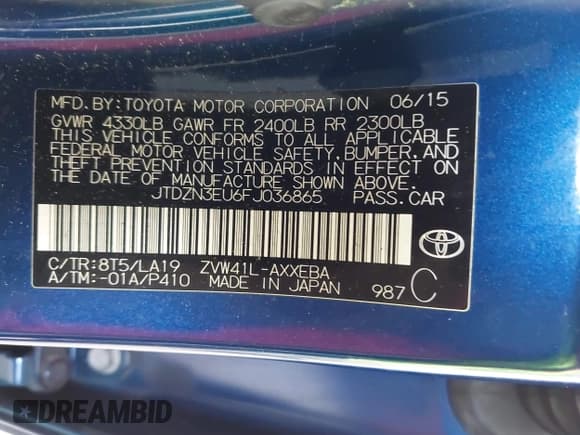 MFD.BY:TOYOTA MOTOR CORPORATION 06/15
GVWR 4330LB GAWR FR 2400LB RR 2300LB
THIS VEHICLE CONFORMS TO ALL APPLICABLE
FEDERAL MOTOR VEHICLE SAFETY,BUMPER,AND
THEFT PREVENTION STANDARDS IN EFFECT ON
THE DATE OF MANUFACTURE SHOWN ABOVE.
JTDZN3EU6FJ036865 PASS.CAR
C/TR:8T5/LA19 ZVW41L-AXXEBA
A/TM:-01A/P410 MADE IN JAPAN 987 C
TOYOTA
DREAMBID